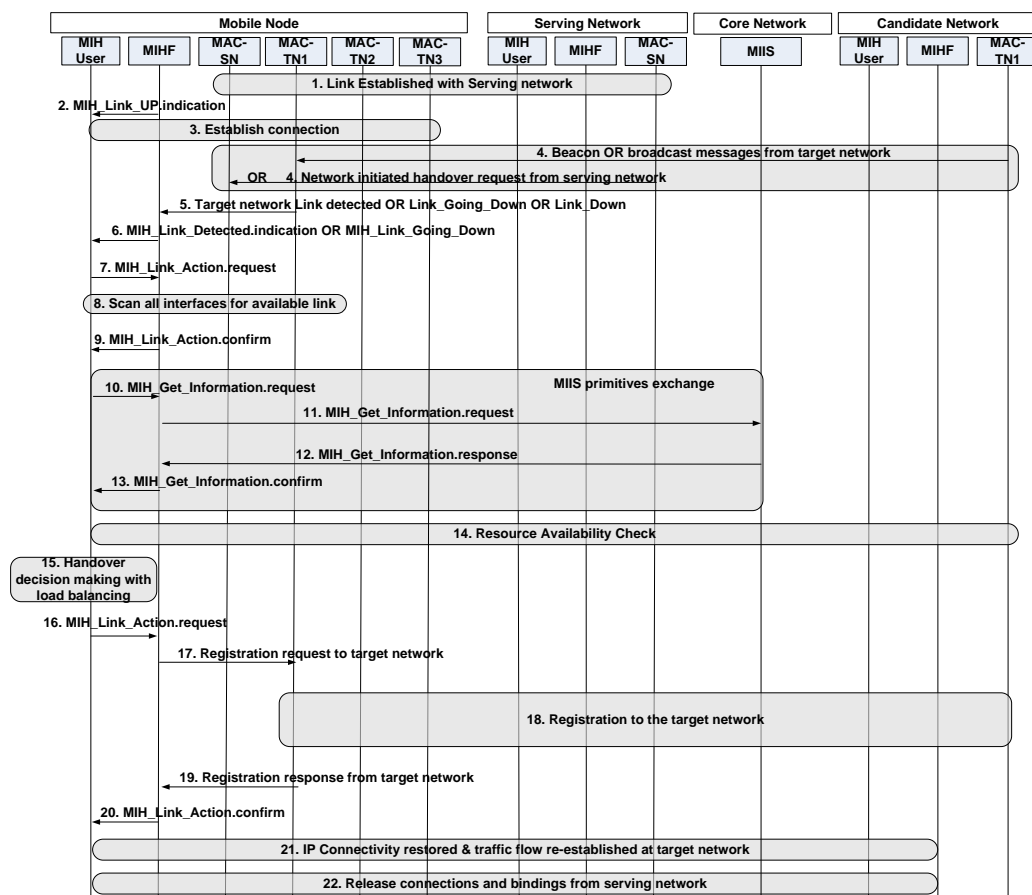 Mobile Node
Serving Network
Core Network
Candidate Network
MIH
User
MIHF
MAC-
SN
MAC-
TN1
MAC-
TN2
MAC-
TN3
MIH
User
MIHF
MAC-
SN
MIIS
MIH
User
MIHF
MAC-
TN1
1. Link Established with Serving network
2. MIH_Link_UP.indication
3. Establish connection
4. Beacon OR broadcast messages from target network
OR 4. Network initiated handover request from serving network
5. Target network Link detected OR Link_Going_Down OR Link_Down
6. MIH_Link_Detected.indication OR MIH_Link_Going_Down
7. MIH_Link_Action.request
8. Scan all interfaces for available link
9. MIH_Link_Action.confirm
10. MIH_Get_Information.request
MIIS primitives exchange
11. MIH_Get_Information.request
12. MIH_Get_Information.response
13. MIH_Get_Information.confirm
14. Resource Availability Check
15. Handover
decision making with
load balancing
16. MIH_Link_Action.request
17. Registration request to target network
18. Registration to the target network
19. Registration response from target network
20. MIH_Link_Action.confirm
21. IP Connectivity restored & traffic flow re-established at target network
22. Release connections and bindings from serving network